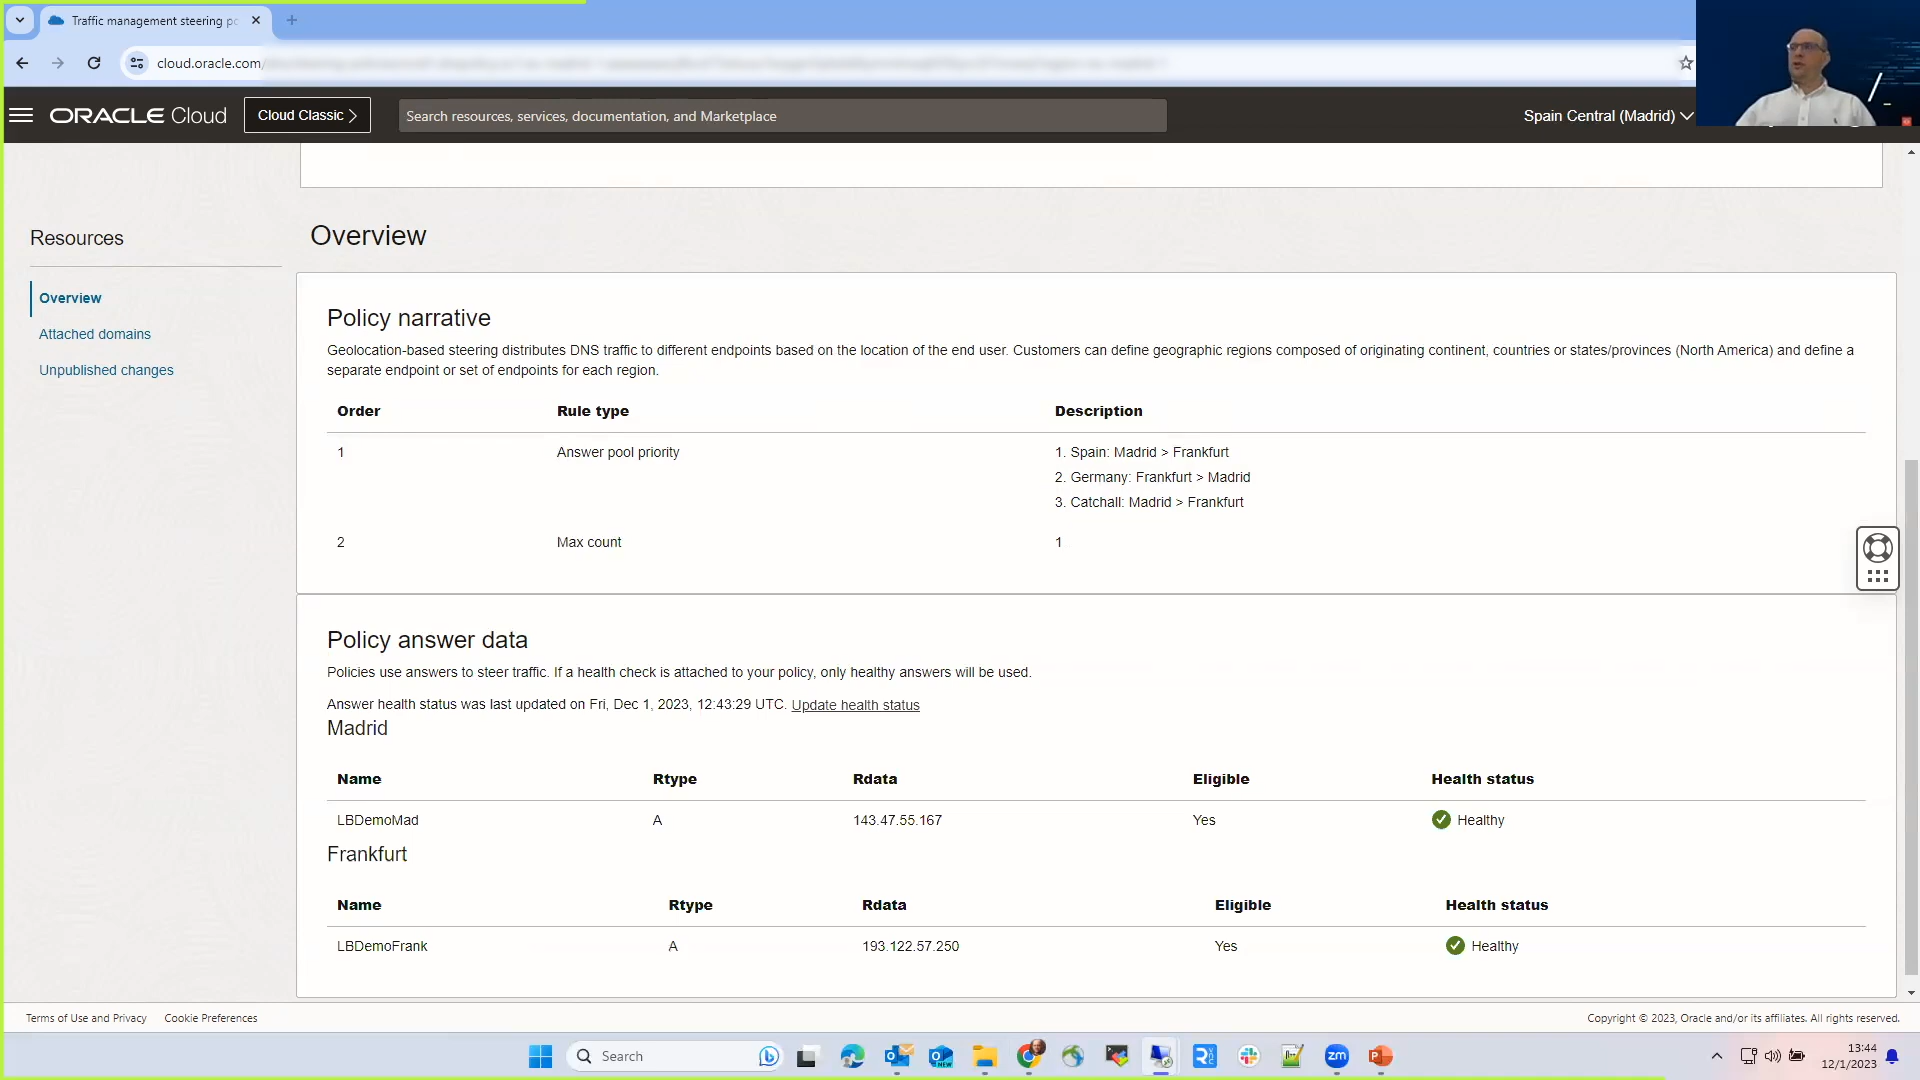 Traffic management steering po
cloud.oracle.com/
ORACLE Cloud
Cloud Classic
Search resources, services, documentation, and Marketplace
Spain Central (Madrid)
Resources
Overview
Attached domains
Unpublished changes
Overview
Policy narrative
Geolocation-based steering distributes DNS traffic to different endpoints based on the location of the end user. Customers can define geographic regions composed of originating continent, countries or states/provinces (North America) and define a
separate endpoint or set of endpoints for each region.
Order Rule type Description
1 Answer pool priority 1. Spain: Madrid > Frankfurt
2. Germany: Frankfurt > Madrid
3. Catchall: Madrid > Frankfurt
2 Max count 1
Policy answer data
Policies use answers to steer traffic. If a health check is attached to your policy, only healthy answers will be used.
Answer health status was last updated on Fri, Dec 1, 2023, 12:43:29 UTC. Update health status
Madrid
Name Rtype Rdata Eligible Health status
LBDemoMad A 143.47.55.167 Yes Healthy
Frankfurt
Name Rtype Rdata Eligible Health status
LBDemoFrank A 193.122.57.250 Yes Healthy
Terms of Use and Privacy Cookie Preferences
Copyright © 2023, Oracle and/or its affiliates. All rights reserved.
Search
NEW
zm
13:44
12/1/2023